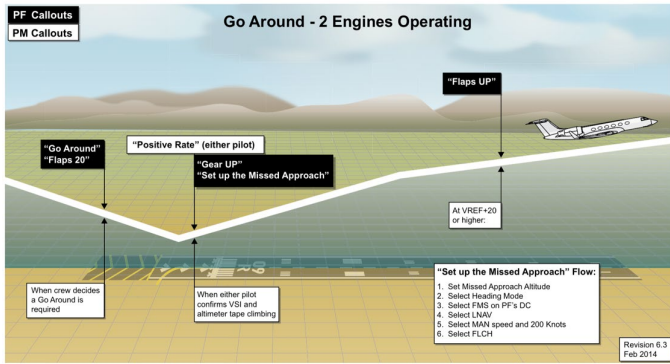 PF Callouts
PM Callouts
Go Around - 2 Engines Operating
“Flaps UP”
“Go Around”
“Flaps 20”
“Positive Rate” (either pilot)
“Gear UP”
“Set up the Missed Approach”
At VREF+20
or higher:
09
R
When crew decides
a Go Around is
required
When either pilot
confirms VSI and
altimeter tape climbing
“Set up the Missed Approach” Flow:
1. Set Missed Approach Altitude
2. Select Heading Mode
3. Select FMS on PF’s DC
4. Select LNAV
5. Select MAN speed and 200 Knots
6. Select FLCH
Revision 6.3
Feb 2014